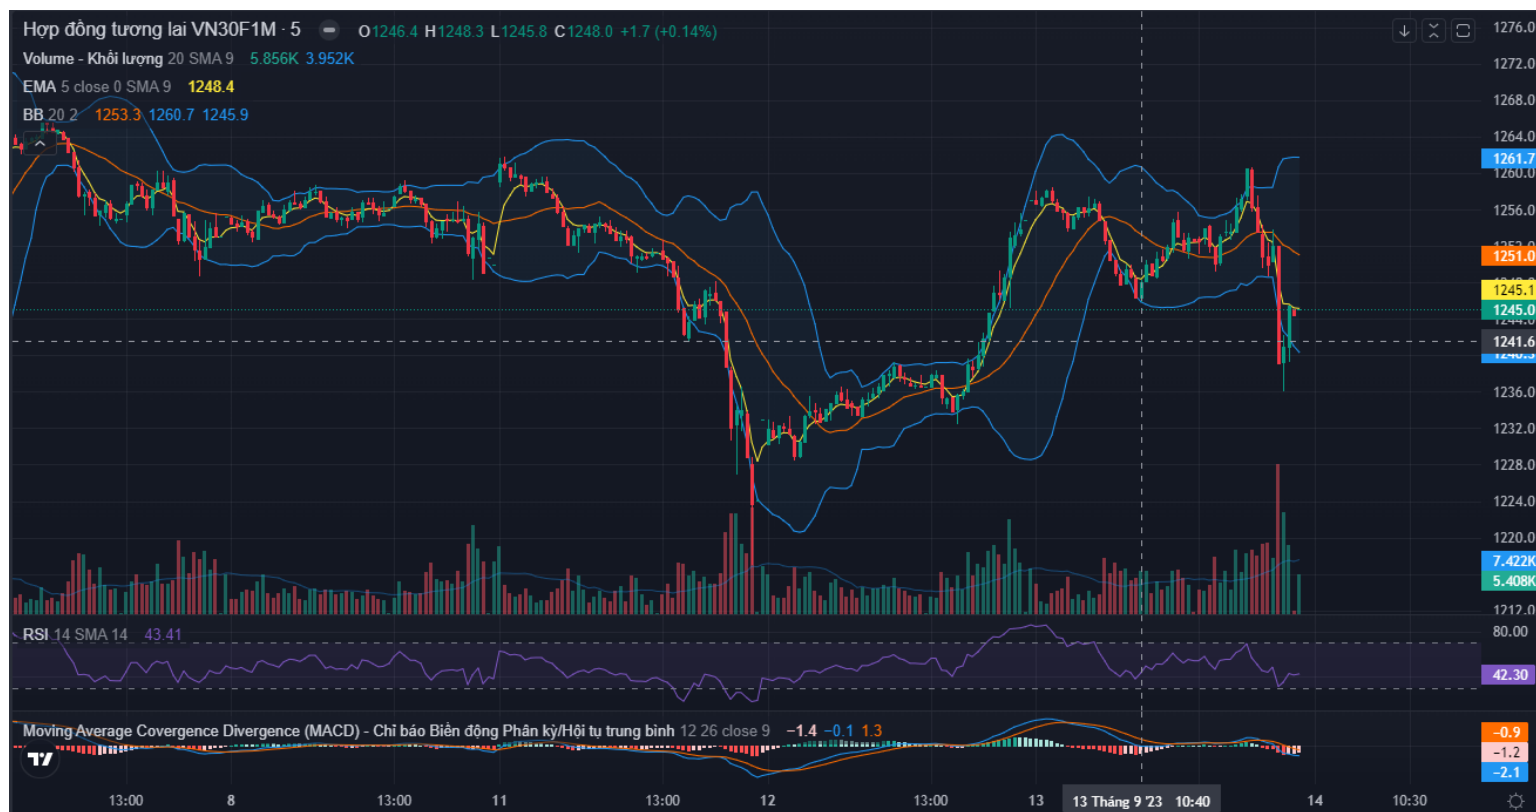 Hợp đồng tương lai VN30F1M · 5 O1246.4 H1248.3 L1245.8 C1248.0 +1.7 (+0.14%)
Volume - Khối lượng 20 SMA 9 5.856K 3.952K
EMA 5 close 0 SMA 9 1248.4
BB 20 2 1253.3 1260.7 1245.9
1276.0
1272.0
1268.0
1264.0
1261.7
1260.0
1256.0
1251.0
1245.1
1245.0
1241.6
1236.0
1232.0
1228.0
1224.0
1220.0
7.422K
5.408K
1212.0
RSI 14 SMA 14 43.41
80.00
42.30
Moving Average Covergence Divergence (MACD) - Chỉ báo Biến động Phân kỳ/Hội tụ trung bình 12 26 close 9 −1.4 −0.1 1.3
−0.9
−1.2
−2.1
13:00 8 13:00 11 13:00 12 13:00 13 13 Tháng 9 '23 10:40 14 10:30